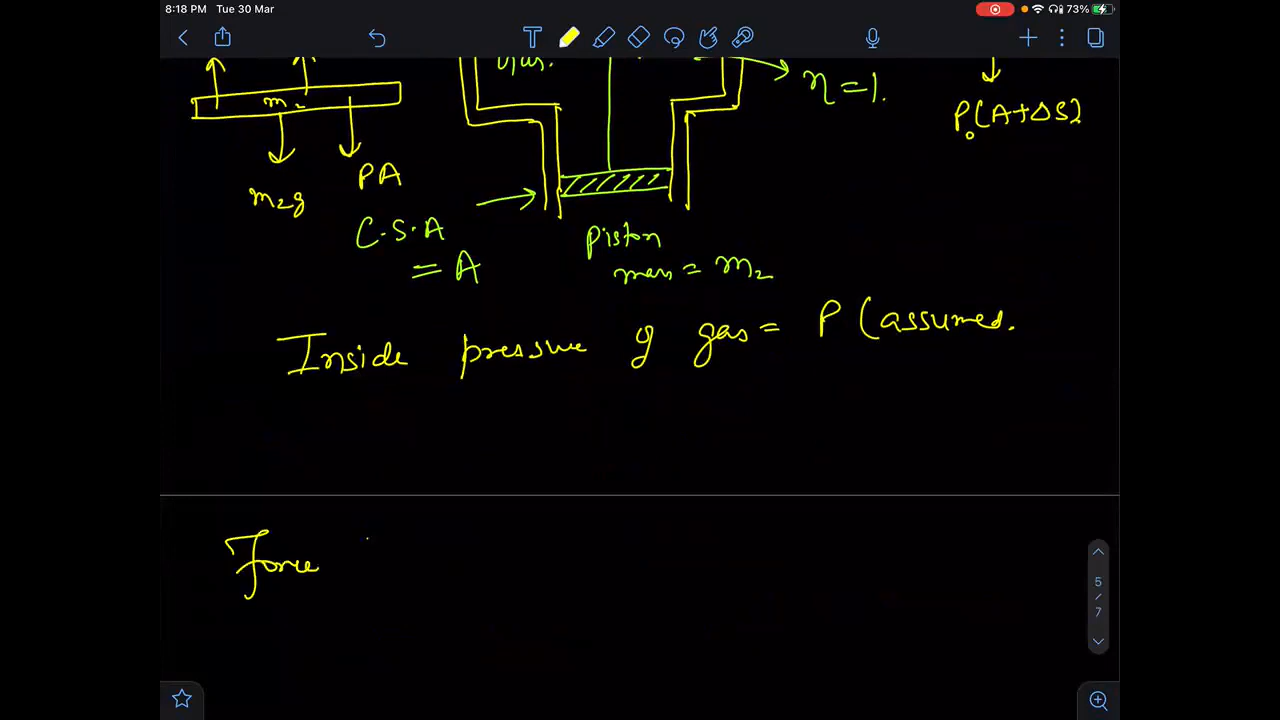 8:18 PM Tue 30 Mar
73%
T
m₂
η = 1.
P₀(A+ΔS)
m₂g
PA
C.S.A
= A
piston
mass = m₂
Inside pressure of gas = P (assumed.
Force
5
/
7